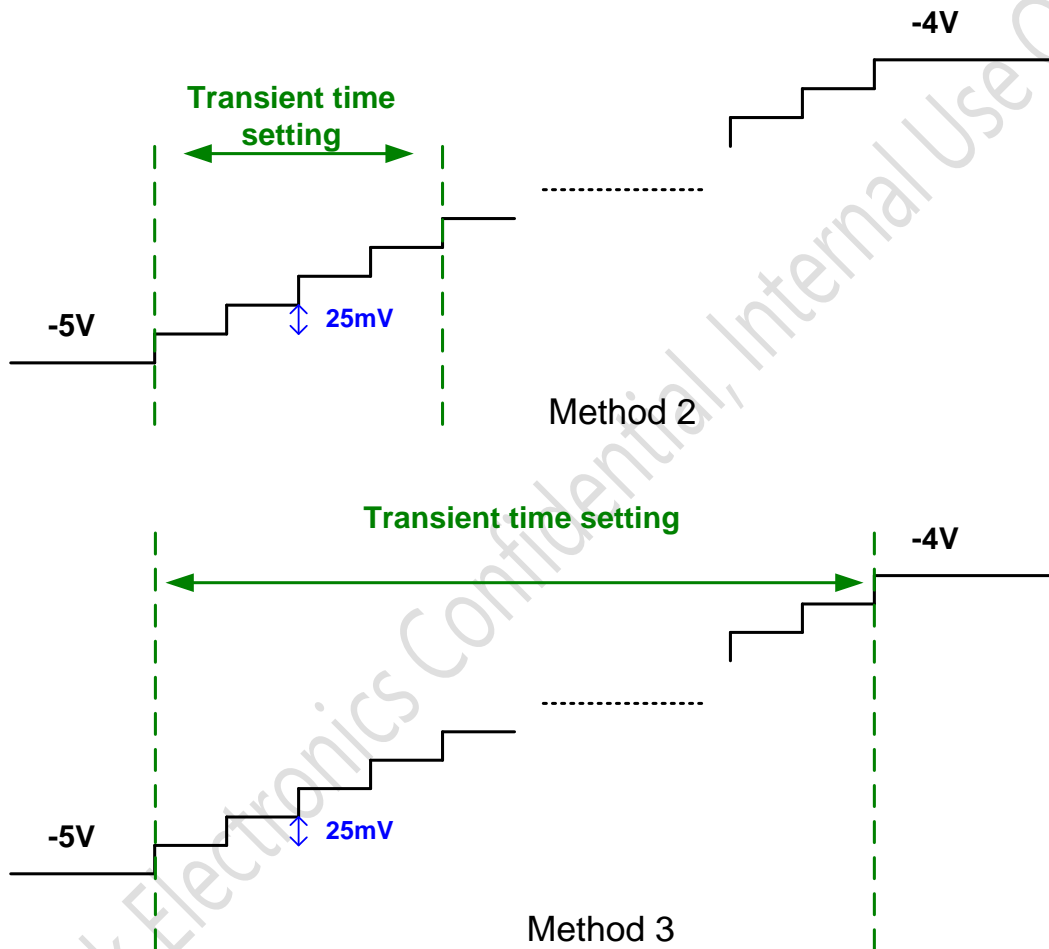 -4V
Transient time
setting
-5V
25mV
Method 2
Transient time setting
-4V
-5V
25mV
Method 3
Electronics Confidential, Internal Use